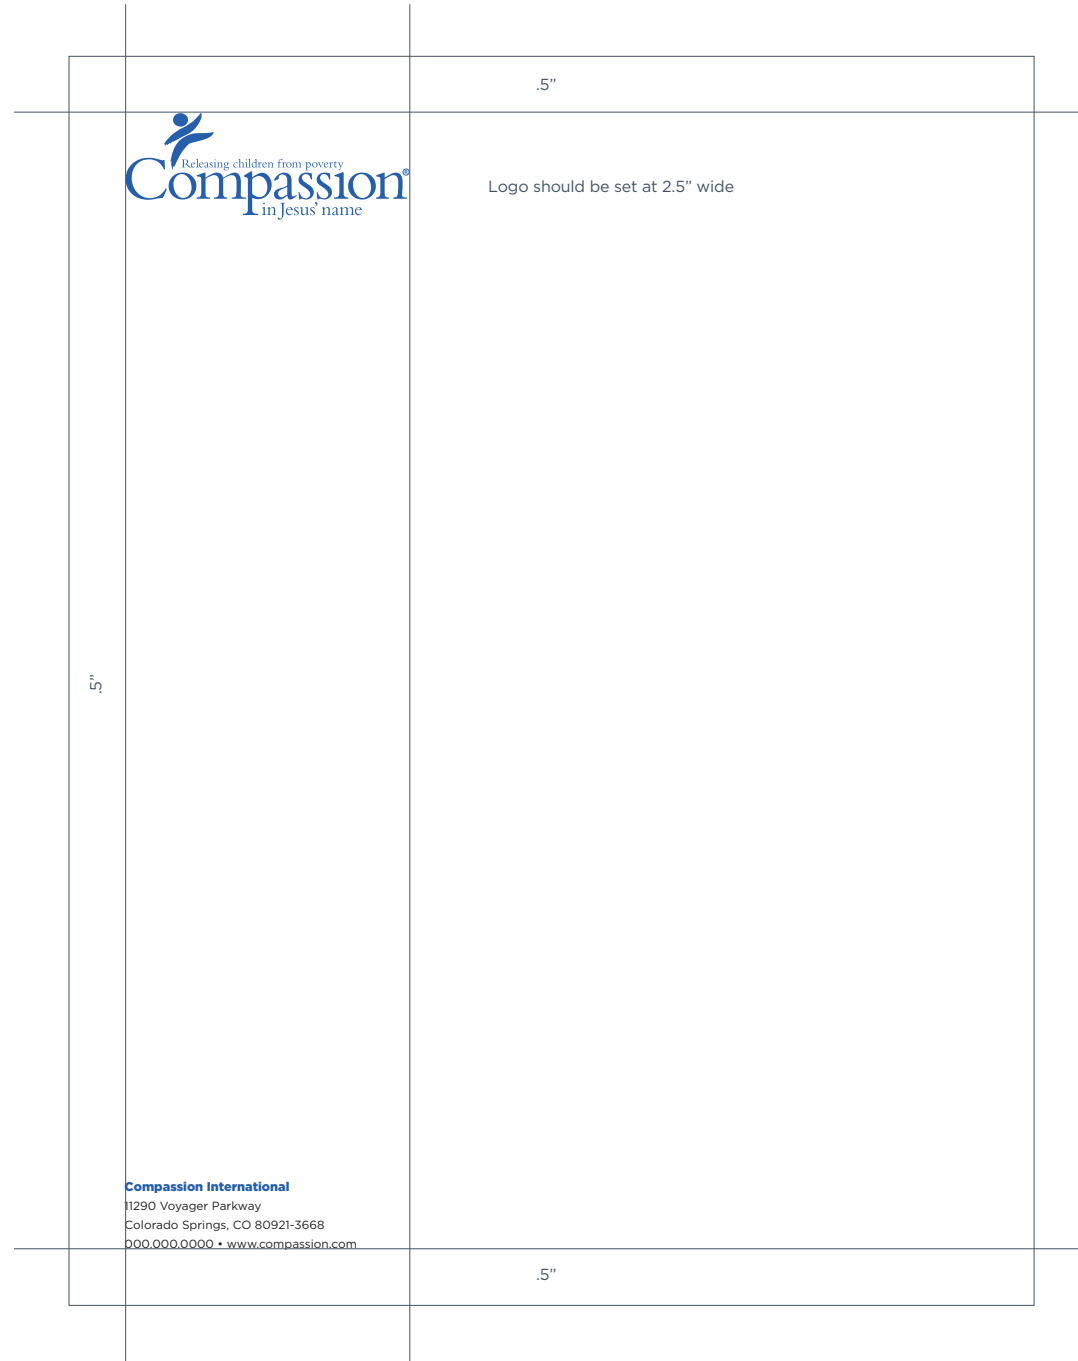 .5”
Releasing children from poverty
Compassion®
in Jesus’ name
Logo should be set at 2.5” wide
.5”
Compassion International
11290 Voyager Parkway
Colorado Springs, CO 80921-3668
000.000.0000 • www.compassion.com
.5”